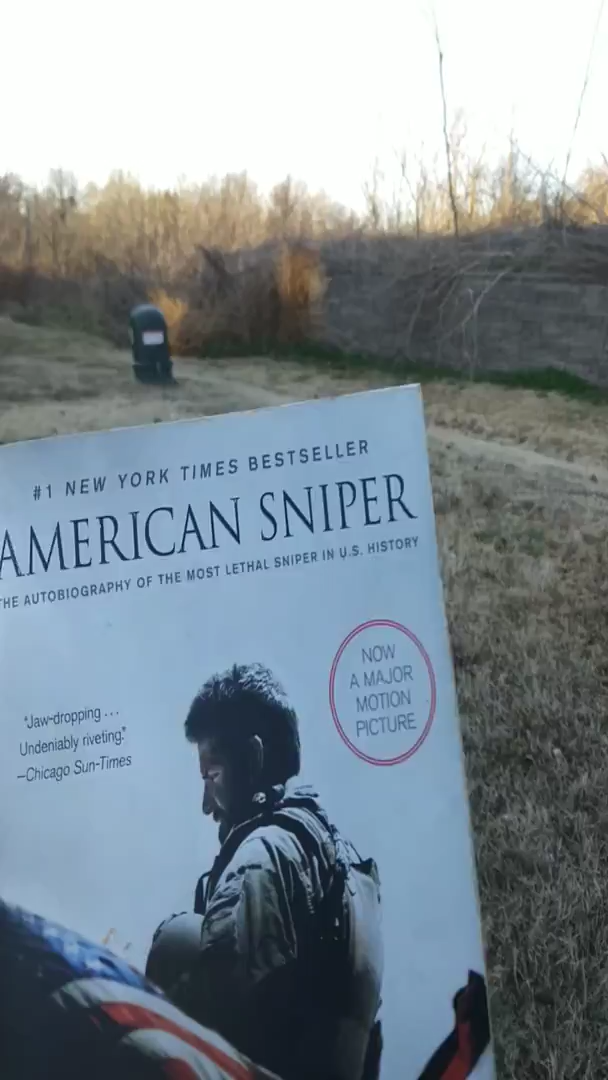 #1 NEW YORK TIMES BESTSELLER
AMERICAN SNIPER
THE AUTOBIOGRAPHY OF THE MOST LETHAL SNIPER IN U.S. HISTORY
NOW
A MAJOR
MOTION
PICTURE
"Jaw-dropping . . .
Undeniably riveting."
—Chicago Sun-Times